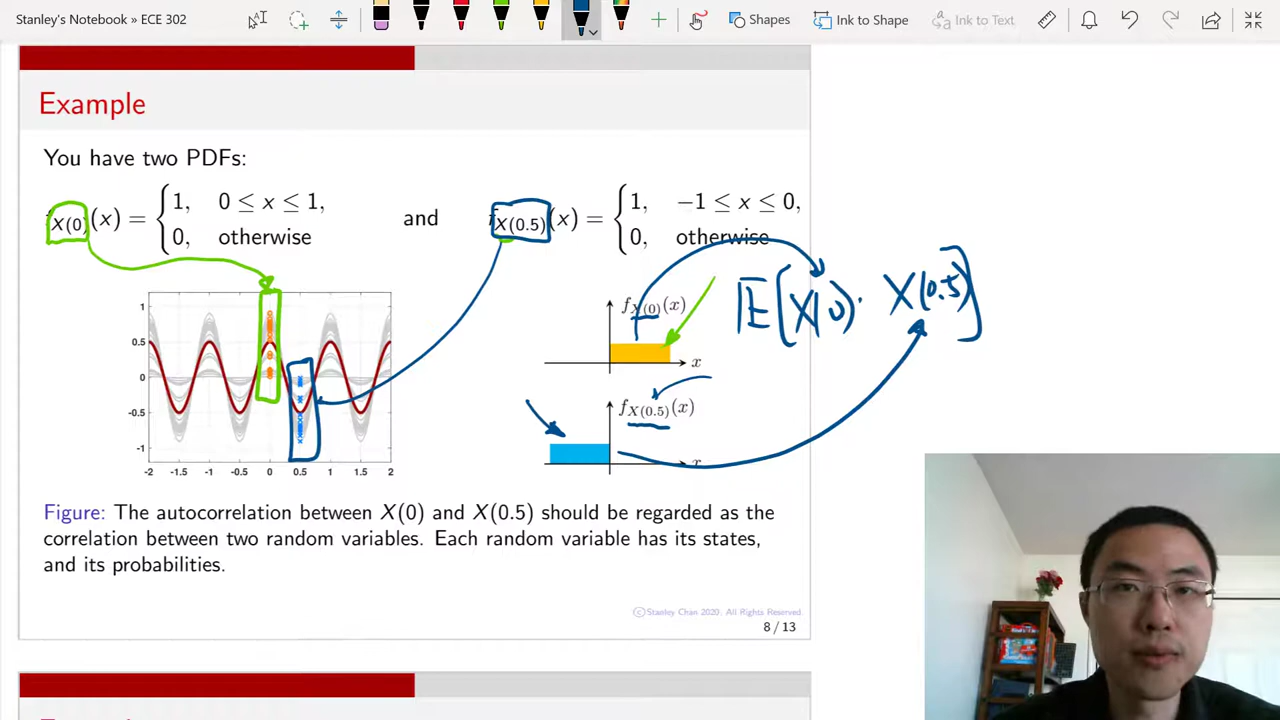 Stanley's Notebook » ECE 302
Shapes
Ink to Shape
Ink to Text
Example
You have two PDFs:
X(0) (x) = { 1, 0 ≤ x ≤ 1,
0, otherwise
and
f X(0.5) (x) = { 1, −1 ≤ x ≤ 0,
0, otherwise
1
0.5
0
-0.5
-1
-2 -1.5 -1 -0.5 0 0.5 1 1.5 2
f X(0) (x)
x
f X(0.5) (x)
x
E[X(0)· X(0.5)]
Figure: The autocorrelation between X(0) and X(0.5) should be regarded as the
correlation between two random variables. Each random variable has its states,
and its probabilities.
©Stanley Chan 2020. All Rights Reserved
8 / 13